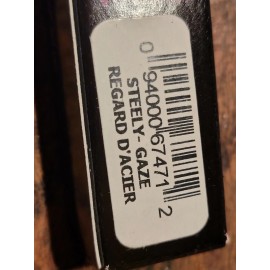 0 94000 67471 2
STEELY- GAZE
REGARD D'ACIER